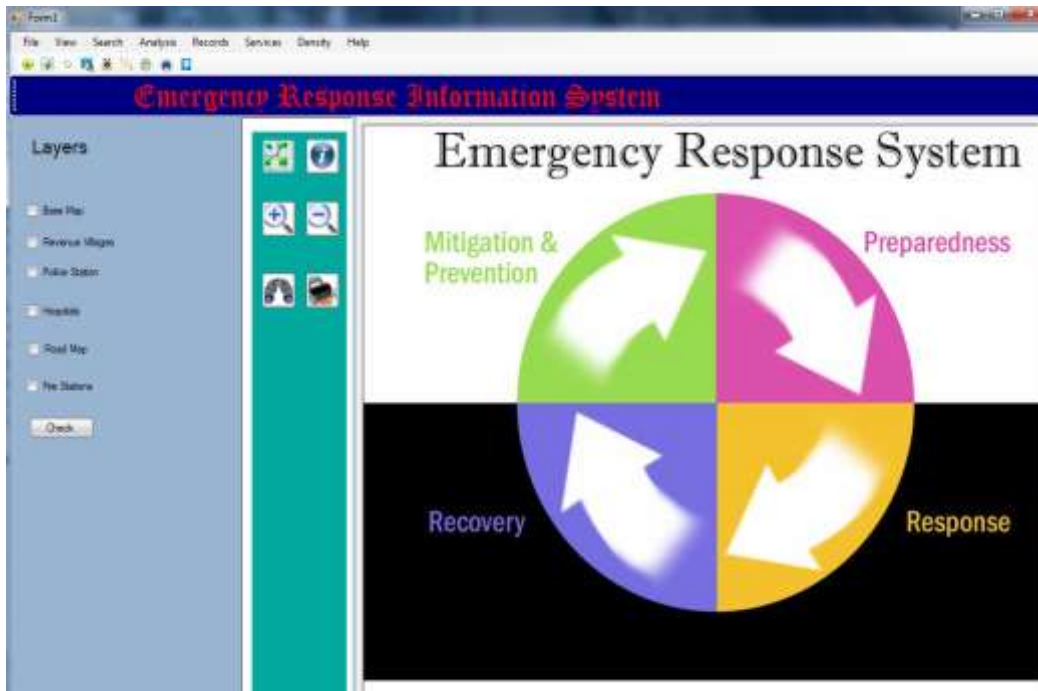 Form1
File View Search Analysis Records Services Density Help
Emergency Response Information System
Layers
Base Map
Revenue Villages
Police Station
Hospitals
Road Map
Fire Stations
Check
Emergency Response System
Mitigation &
Prevention
Preparedness
Recovery
Response